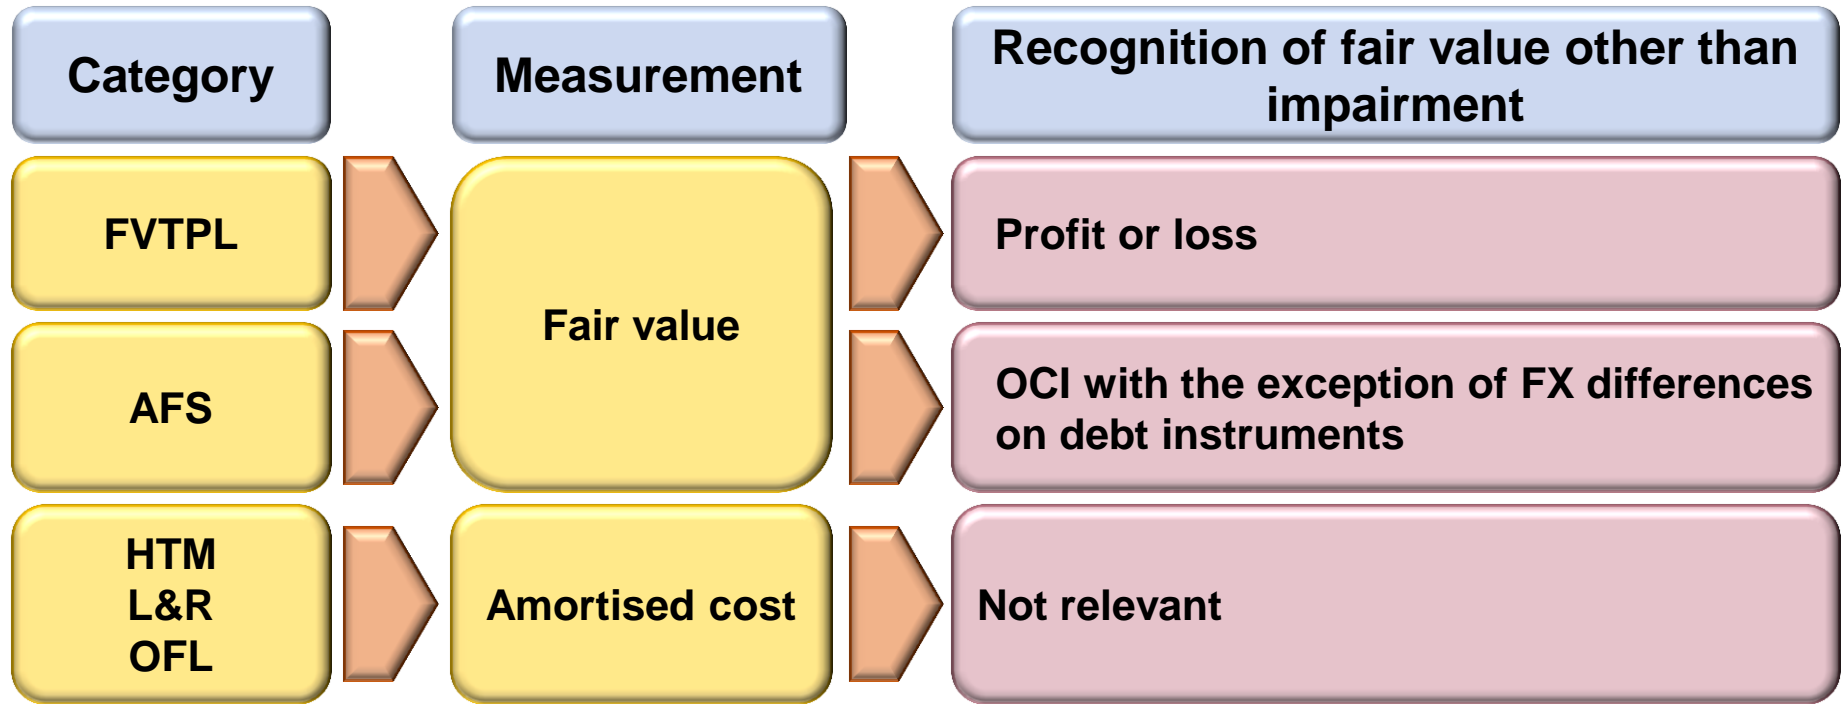 Category
Measurement
Recognition of fair value other than
impairment
FVTPL
Fair value
Profit or loss
AFS
OCI with the exception of FX differences
on debt instruments
HTM
L&R
OFL
Amortised cost
Not relevant